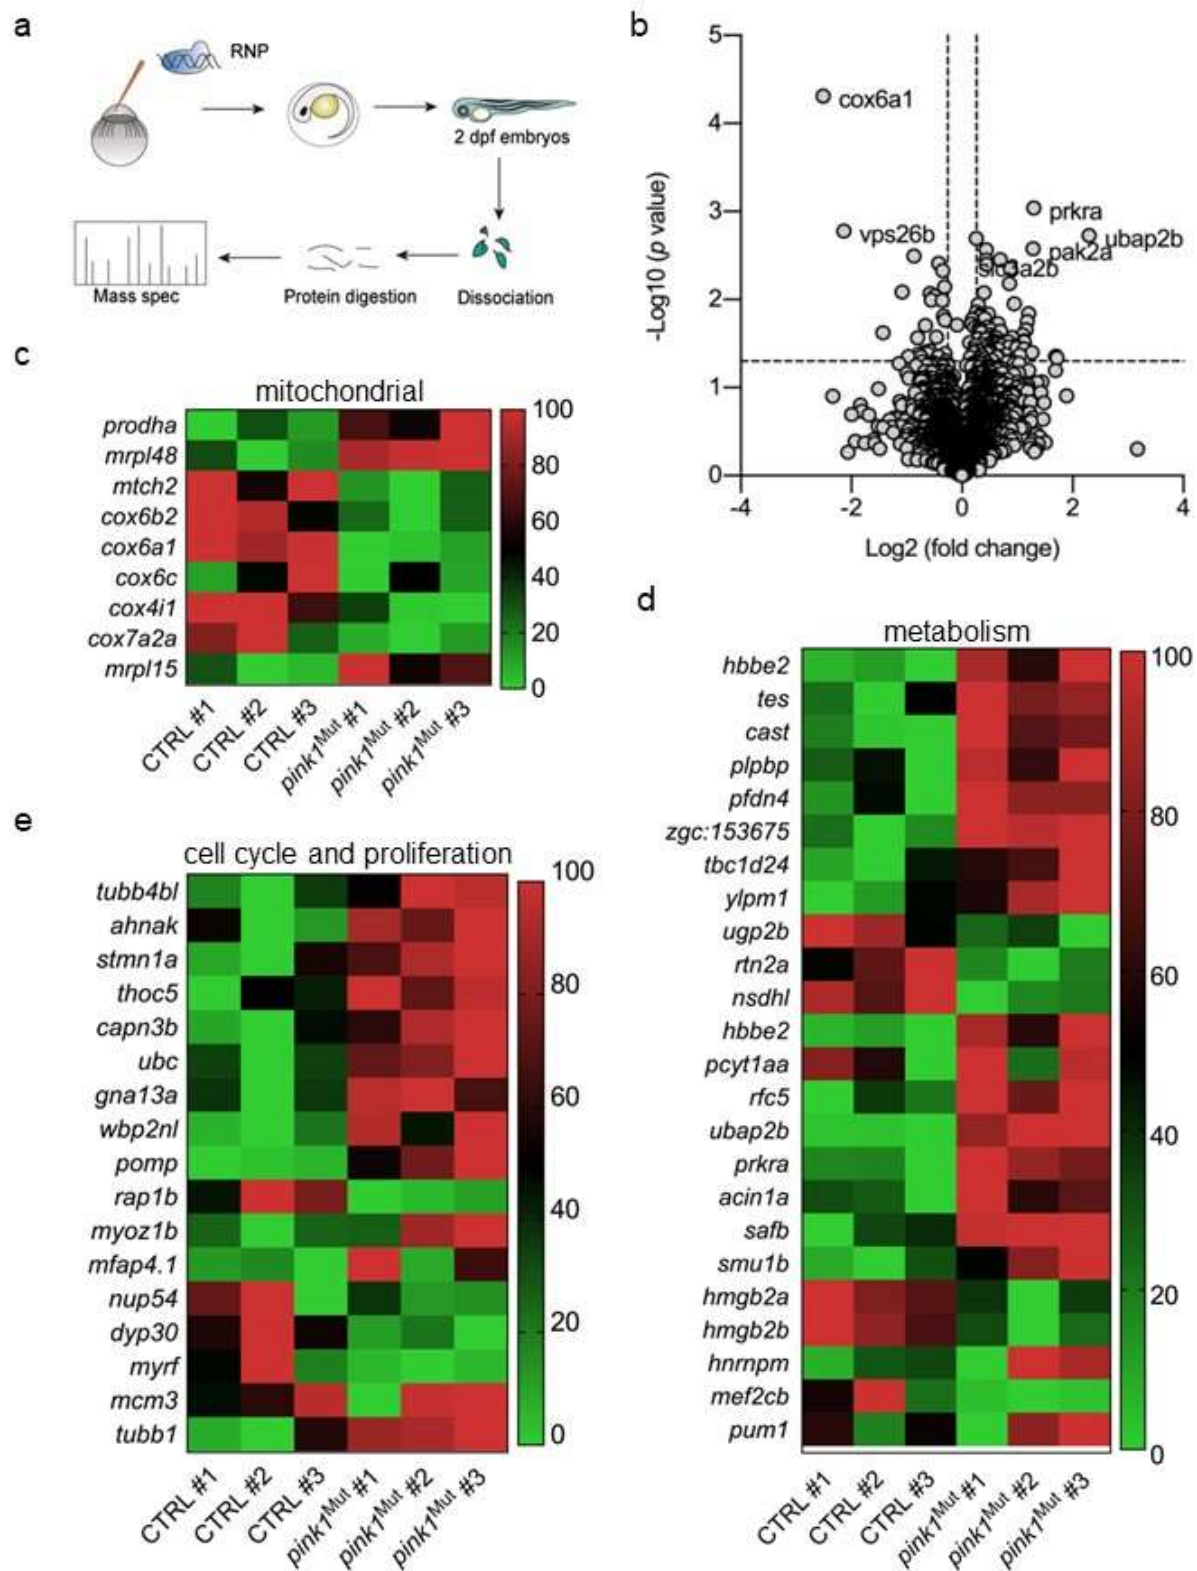 a
RNP
2 dpf embryos
Mass spec
Protein digestion
Dissociation
b
-Log10 (p value)
5
4
3
2
1
0
cox6a1
prkra
vps26b
ubap2b
pak2a
-4
-2
0
2
4
Log2 (fold change)
c
mitochondrial
prodha
mrpl48
mtch2
cox6b2
cox6a1
cox6c
cox4i1
cox7a2a
mrpl15
100
80
60
40
20
0
CTRL #1
CTRL #2
CTRL #3
pink1Mut #1
pink1Mut #2
pink1Mut #3
d
metabolism
hbbe2
tes
cast
plpbp
pfdn4
zgc:153675
tbc1d24
ylpm1
ugp2b
rtn2a
nsdhl
hbbe2
pcyt1aa
rfc5
ubap2b
prkra
acin1a
safb
smu1b
hmgb2a
hmgb2b
hnrnpm
mef2cb
pum1
100
80
60
40
20
0
CTRL #1
CTRL #2
CTRL #3
pink1Mut #1
pink1Mut #2
pink1Mut #3
e
cell cycle and proliferation
tubb4bl
ahnak
stmn1a
thoc5
capn3b
ubc
gna13a
wbp2nl
pomp
rap1b
myoz1b
mfap4.1
nup54
dyp30
myrf
mcm3
tubb1
100
80
60
40
20
0
CTRL #1
CTRL #2
CTRL #3
pink1Mut #1
pink1Mut #2
pink1Mut #3